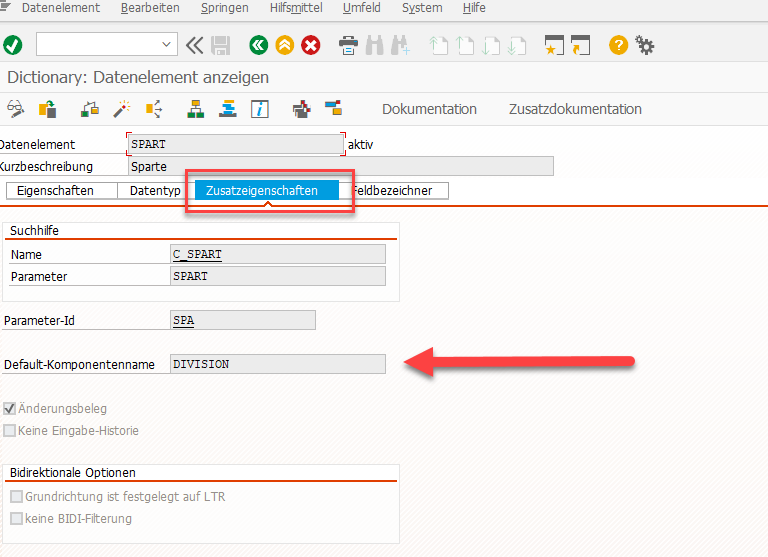 Datenelement Bearbeiten Springen Hilfsmittel Umfeld System Hilfe
Dictionary: Datenelement anzeigen
Dokumentation Zusatzdokumentation
Datenelement SPART aktiv
Kurzbeschreibung Sparte
Eigenschaften Datentyp Zusatzeigenschaften Feldbezeichner
Suchhilfe
Name C_SPART
Parameter SPART
Parameter-Id SPA
Default-Komponentenname DIVISION
Änderungsbeleg
Keine Eingabe-Historie
Bidirektionale Optionen
Grundrichtung ist festgelegt auf LTR
keine BIDI-Filterung